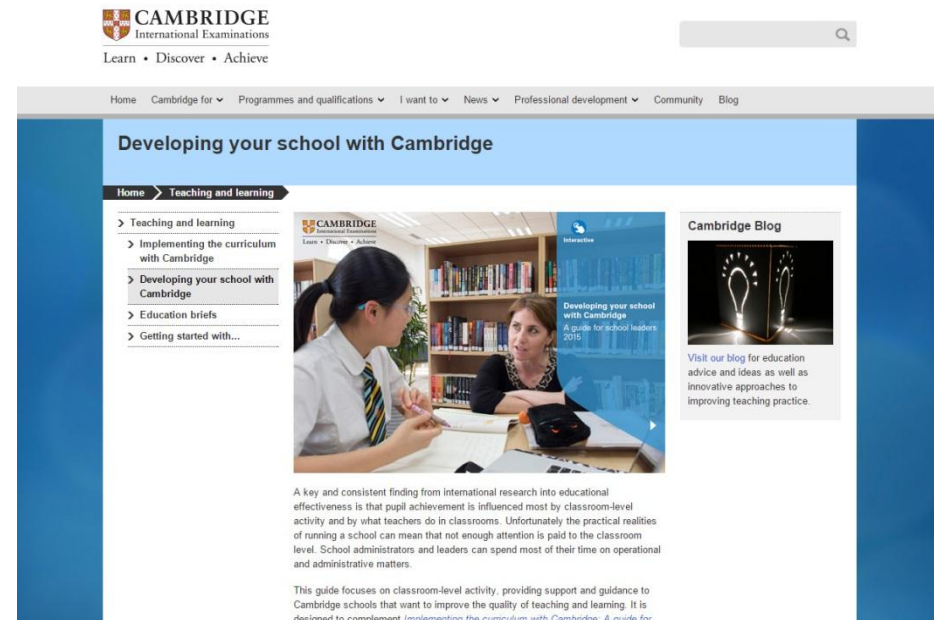 CAMBRIDGE
International Examinations
Learn • Discover • Achieve
Home Cambridge for Programmes and qualifications I want to News Professional development Community Blog
Developing your school with Cambridge
Home Teaching and learning
Teaching and learning
Implementing the curriculum
with Cambridge
Developing your school with
Cambridge
Education briefs
Getting started with...
CAMBRIDGE
International Examinations
Learn • Discover • Achieve
Interactive
Developing your school
with Cambridge
A guide for school leaders
2015
A key and consistent finding from international research into educational
effectiveness is that pupil achievement is influenced most by classroom-level
activity and by what teachers do in classrooms. Unfortunately the practical realities
of running a school can mean that not enough attention is paid to the classroom
level. School administrators and leaders can spend most of their time on operational
and administrative matters.
This guide focuses on classroom-level activity, providing support and guidance to
Cambridge schools that want to improve the quality of teaching and learning. It is
designed to complement Implementing the curriculum with Cambridge: A guide for
Cambridge Blog
Visit our blog for education
advice and ideas as well as
innovative approaches to
improving teaching practice.